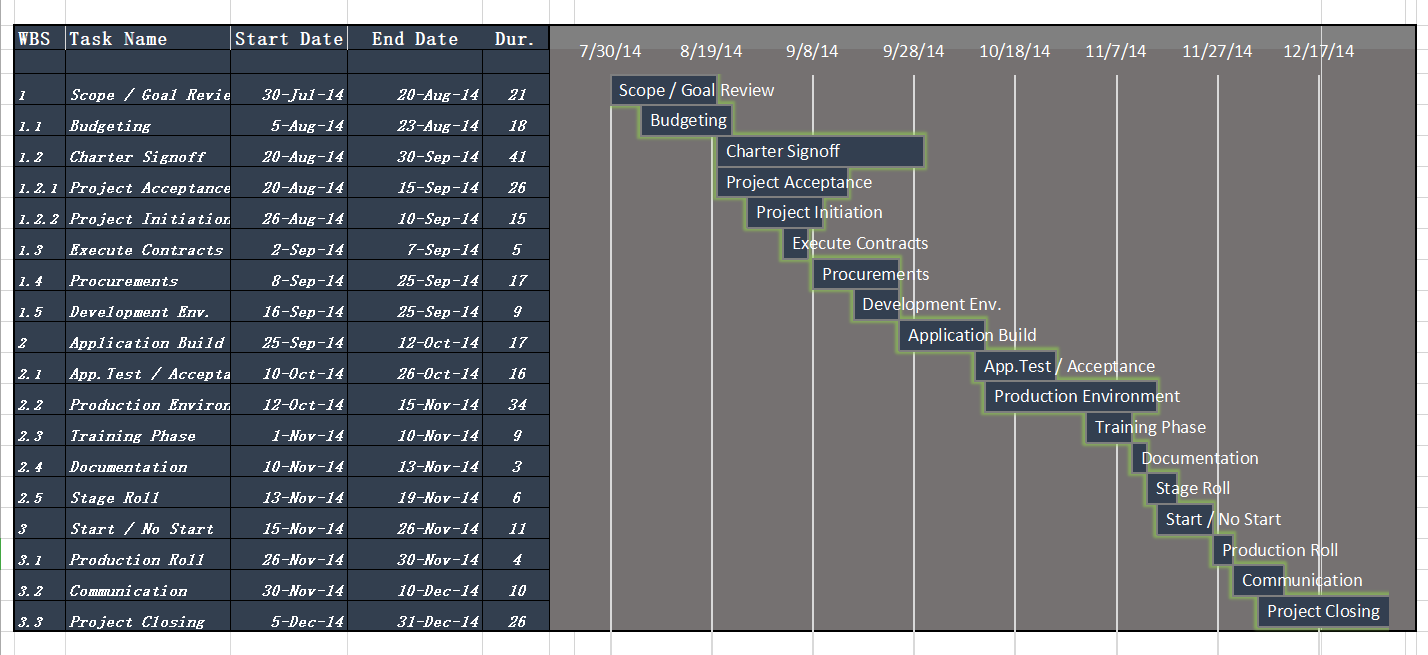 WBS Task Name Start Date End Date Dur.
7/30/14 8/19/14 9/8/14 9/28/14 10/18/14 11/7/14 11/27/14 12/17/14
1 Scope / Goal Revie 30-Jul-14 20-Aug-14 21 Scope / Goal Review
1.1 Budgeting 5-Aug-14 23-Aug-14 18 Budgeting
1.2 Charter Signoff 20-Aug-14 30-Sep-14 41 Charter Signoff
1.2.1 Project Acceptance 20-Aug-14 15-Sep-14 26 Project Acceptance
1.2.2 Project Initiation 26-Aug-14 10-Sep-14 15 Project Initiation
1.3 Execute Contracts 2-Sep-14 7-Sep-14 5 Execute Contracts
1.4 Procurements 8-Sep-14 25-Sep-14 17 Procurements
1.5 Development Env. 16-Sep-14 25-Sep-14 9 Development Env.
2 Application Build 25-Sep-14 12-Oct-14 17 Application Build
2.1 App.Test / Accepta 10-Oct-14 26-Oct-14 16 App.Test / Acceptance
2.2 Production Environ 12-Oct-14 15-Nov-14 34 Production Environment
2.3 Training Phase 1-Nov-14 10-Nov-14 9 Training Phase
2.4 Documentation 10-Nov-14 13-Nov-14 3 Documentation
2.5 Stage Roll 13-Nov-14 19-Nov-14 6 Stage Roll
3 Start / No Start 15-Nov-14 26-Nov-14 11 Start / No Start
3.1 Production Roll 26-Nov-14 30-Nov-14 4 Production Roll
3.2 Communication 30-Nov-14 10-Dec-14 10 Communication
3.3 Project Closing 5-Dec-14 31-Dec-14 26 Project Closing